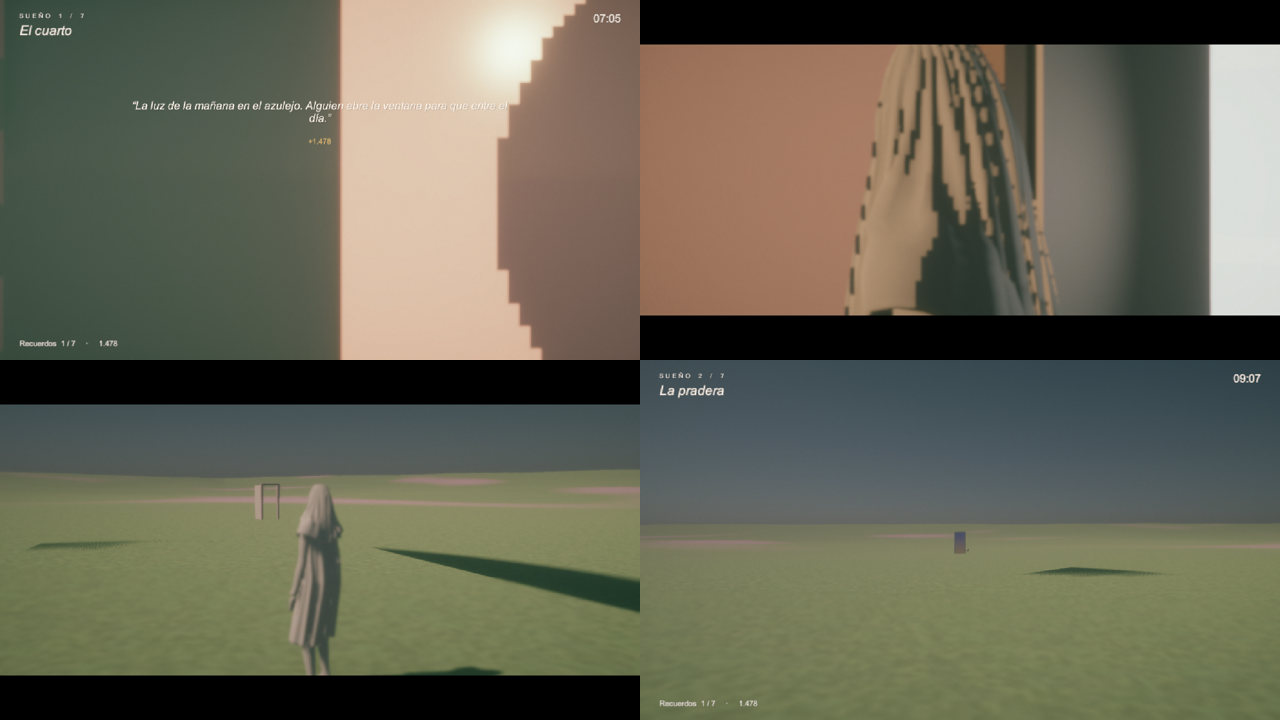 SUEÑO 1 / 7
El cuarto
07:05
"La luz de la mañana en el azulejo. Alguien abre la ventana para que entre el
día."
+1.478
Recuerdos 1 / 7 · 1.478
SUEÑO 2 / 7
La pradera
09:07
Recuerdos 1 / 7 · 1.478